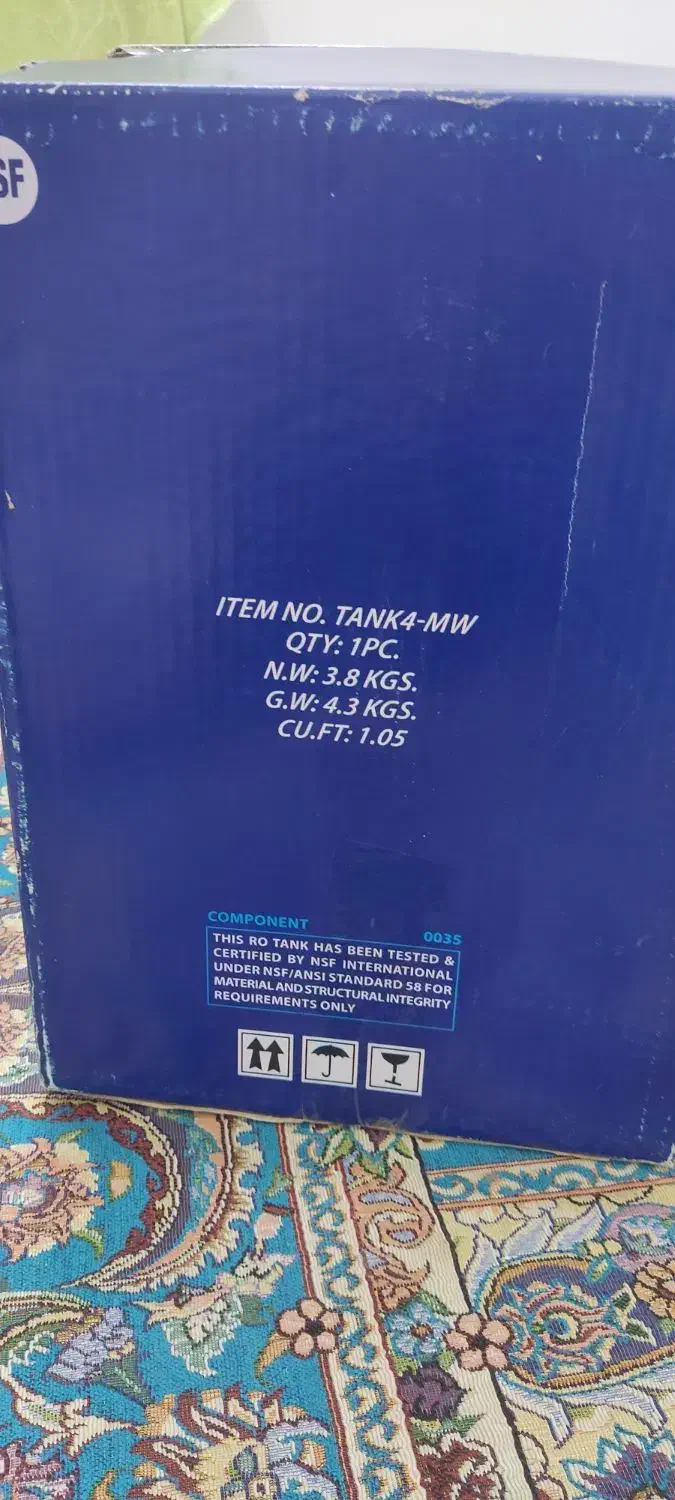 SF
ITEM NO. TANK4-MW
QTY: 1PC.
N.W: 3.8 KGS.
G.W: 4.3 KGS.
CU.FT: 1.05
COMPONENT 0035
THIS RO TANK HAS BEEN TESTED &
CERTIFIED BY NSF INTERNATIONAL
UNDER NSF/ANSI STANDARD 58 FOR
MATERIAL AND STRUCTURAL INTEGRITY
REQUIREMENTS ONLY